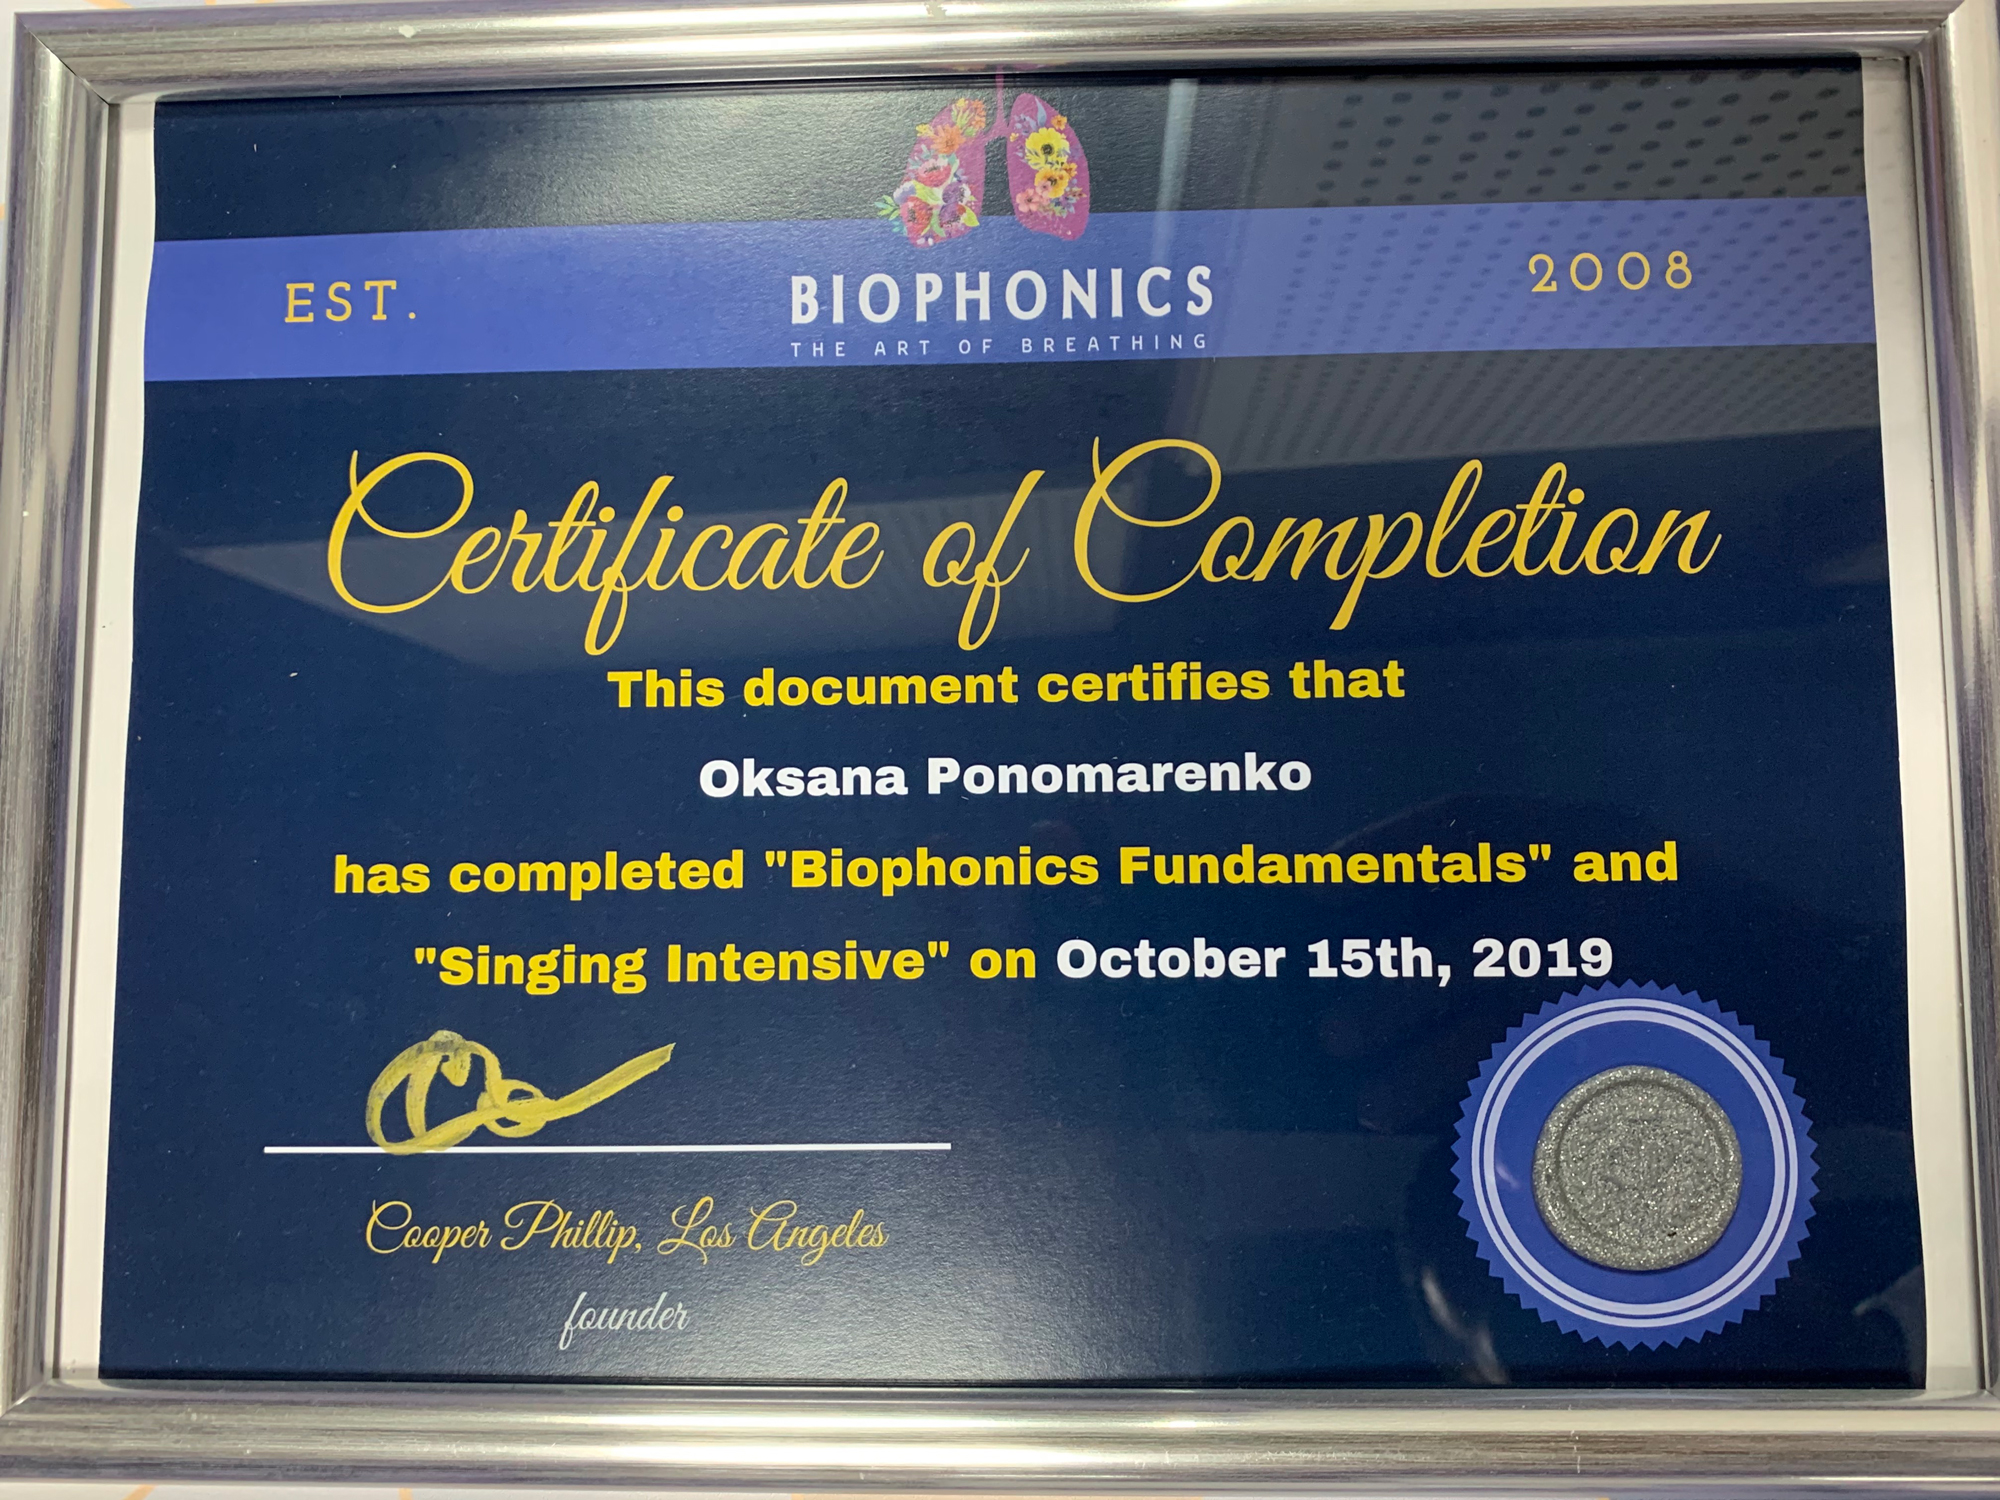 EST.
BIOPHONICS
2008
THE ART OF BREATHING
Certificate of Completion
This document certifies that
Oksana Ponomarenko
has completed "Biophonics Fundamentals" and
"Singing Intensive" on October 15th, 2019
Cooper Phillip, Los Angeles
founder